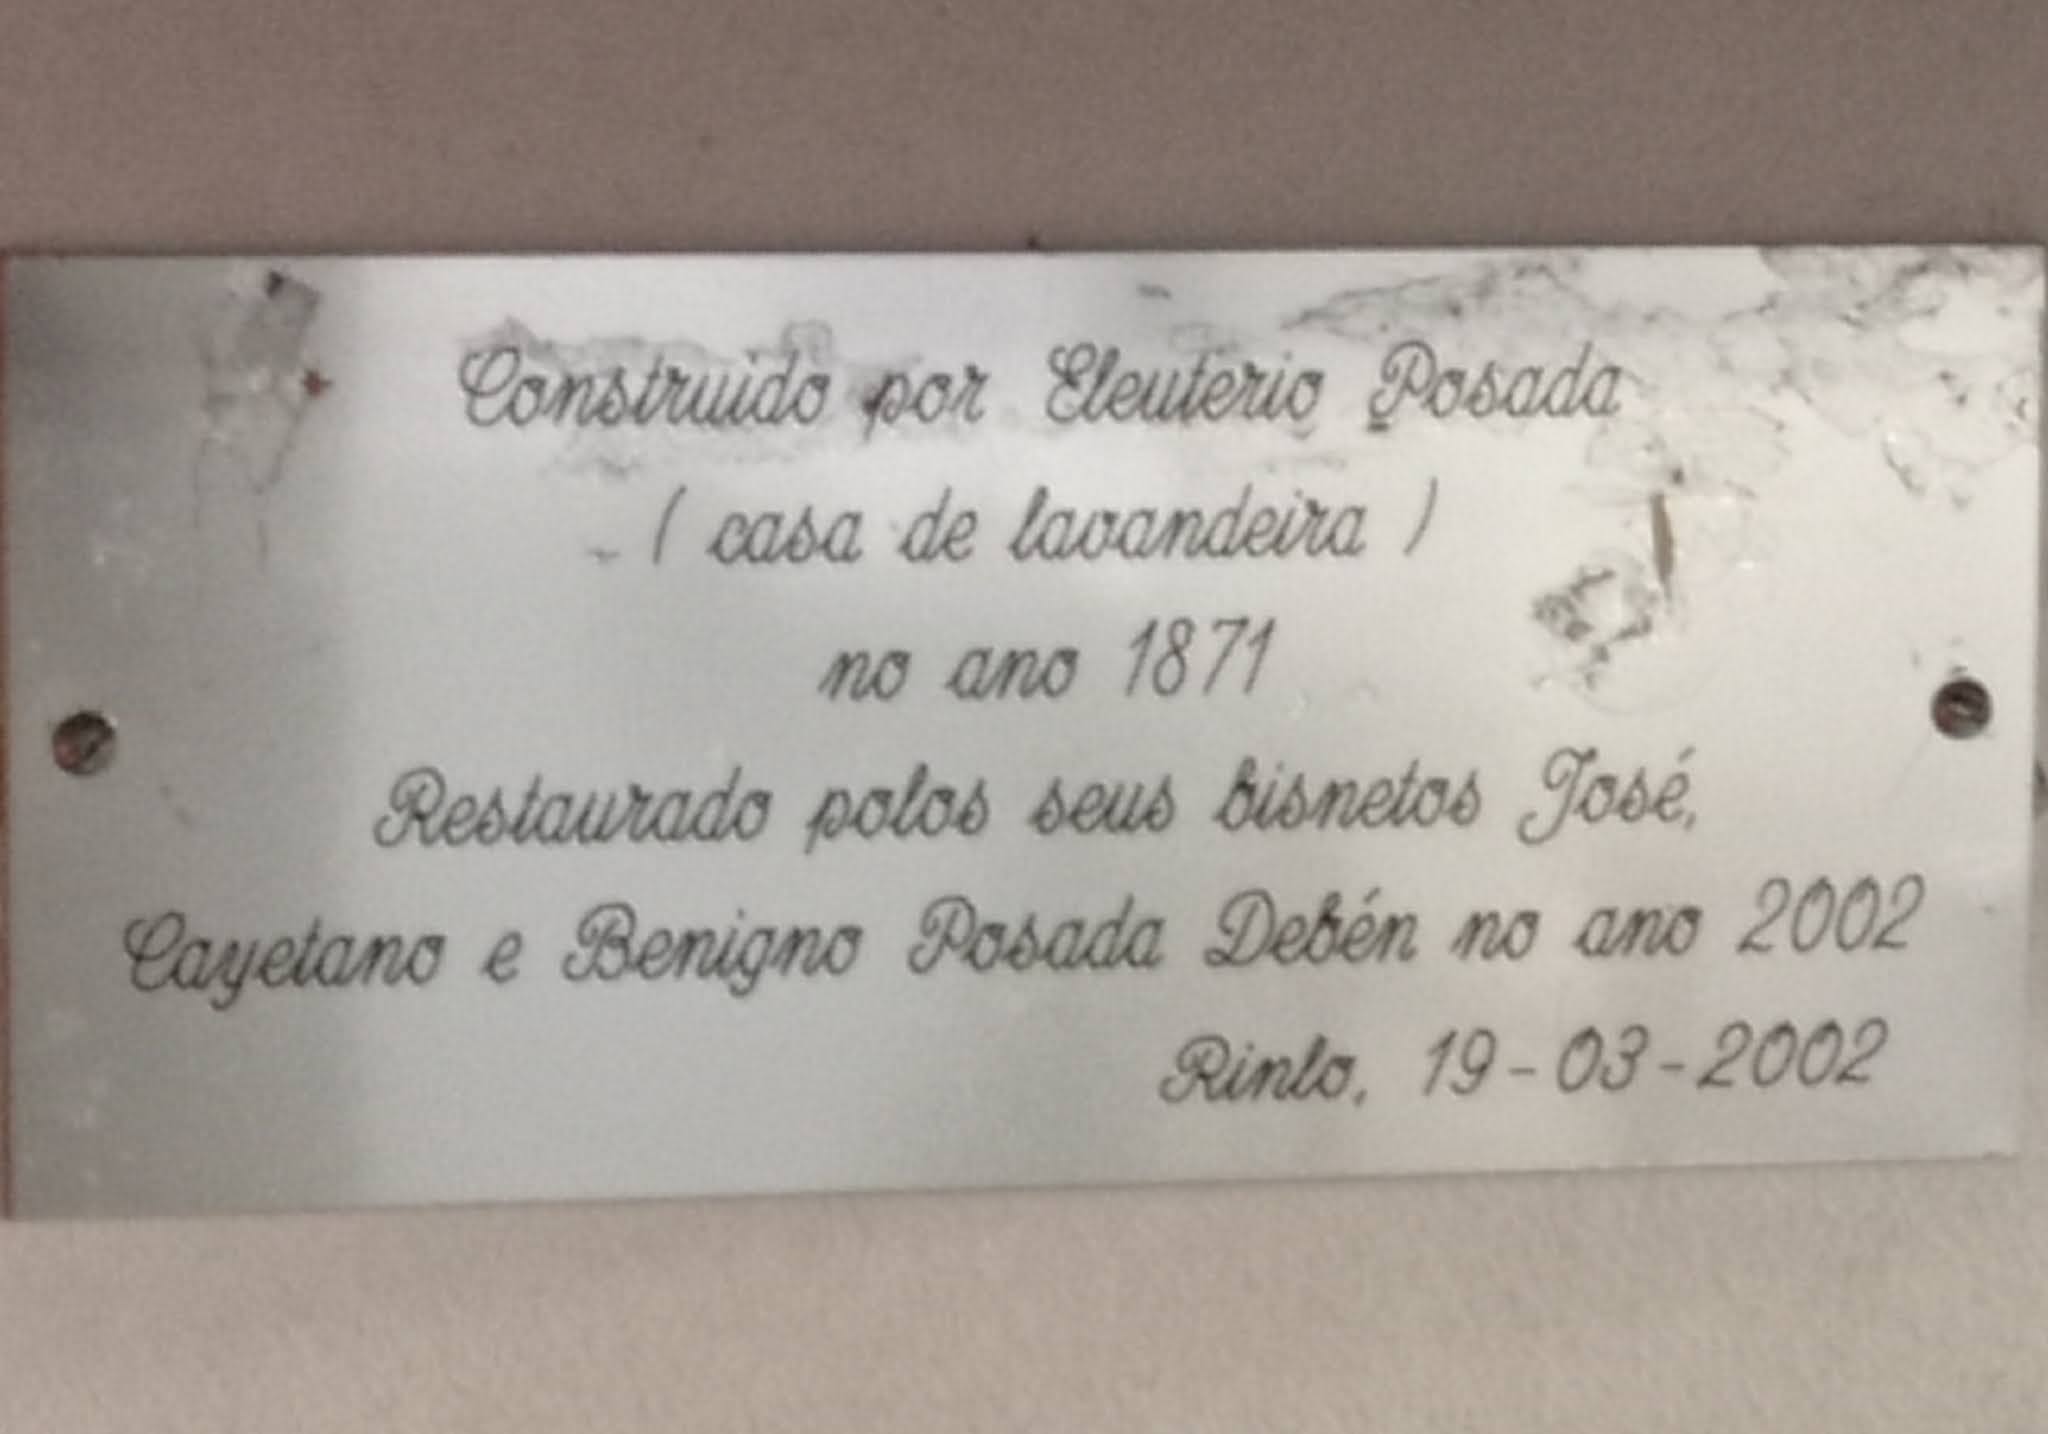 Construido por Eleuterio Posada
( casa de lavandeira )
no ano 1871
Restaurado polos seus bisnetos José,
Cayetano e Benigno Posada Debén no ano 2002
Rinlo, 19-03-2002